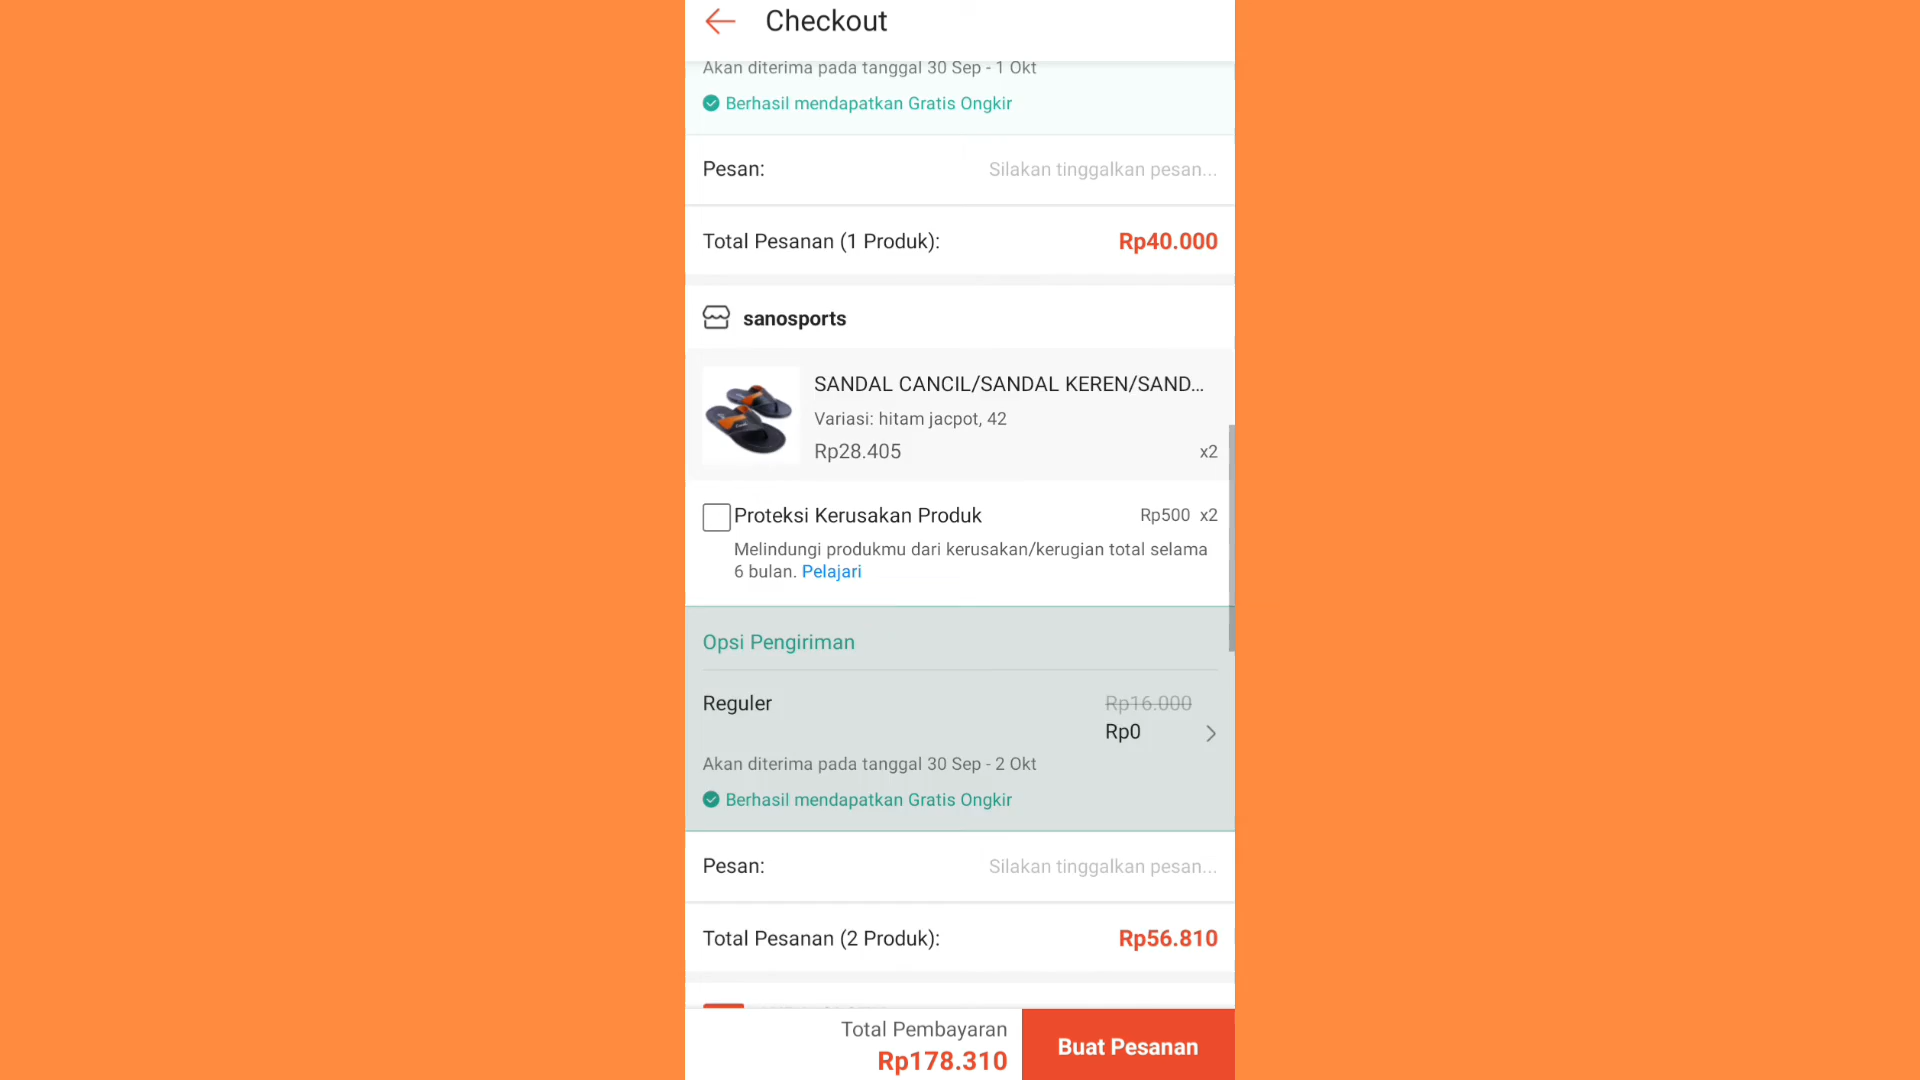 Checkout
Akan diterima pada tanggal 30 Sep - 1 Okt
Berhasil mendapatkan Gratis Ongkir
Pesan: Silakan tinggalkan pesan...
Total Pesanan (1 Produk): Rp40.000
sanosports
SANDAL CANCIL/SANDAL KEREN/SAND...
Variasi: hitam jacpot, 42
Rp28.405 x2
Proteksi Kerusakan Produk Rp500 x2
Melindungi produkmu dari kerusakan/kerugian total selama
6 bulan. Pelajari
Opsi Pengiriman
Reguler Rp16.000
Rp0
Akan diterima pada tanggal 30 Sep - 2 Okt
Berhasil mendapatkan Gratis Ongkir
Pesan: Silakan tinggalkan pesan...
Total Pesanan (2 Produk): Rp56.810
Total Pembayaran
Rp178.310
Buat Pesanan